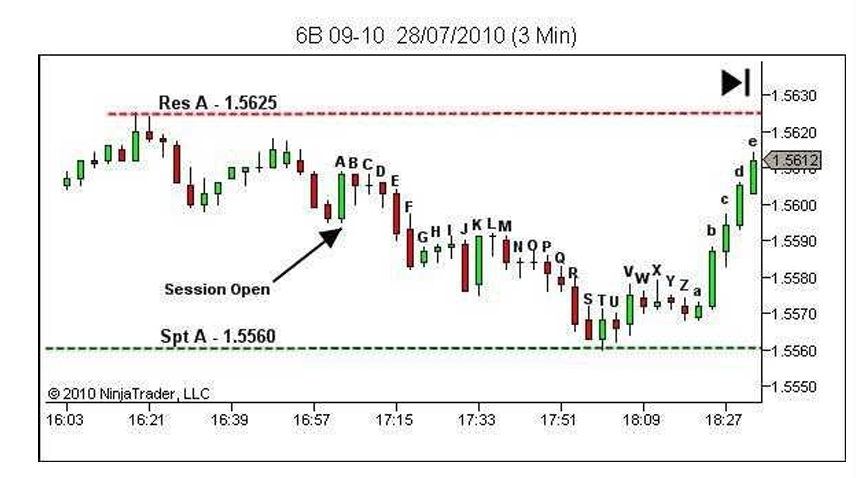 6B 09-10 28/07/2010 (3 Min)
Res A - 1.5625
1.5630
1.5620
1.5612
1.5600
1.5590
1.5580
1.5570
1.5560
1.5550
A B C D E F G H I J K L M N O P Q R S T U V W X Y Z a b c d e
Session Open
Spt A - 1.5560
© 2010 NinjaTrader, LLC
16:03 16:21 16:39 16:57 17:15 17:33 17:51 18:09 18:27